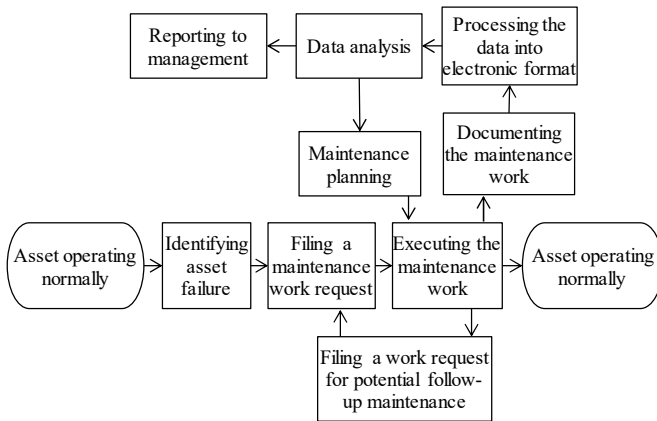 Reporting to
management
Data analysis
Processing the
data into
electronic format
Maintenance
planning
Documenting
the maintenance
work
Asset operating
normally
Identifying
asset
failure
Filing a
maintenance
work request
Executing the
maintenance
work
Asset operating
normally
Filing a work request
for potential follow-
up maintenance